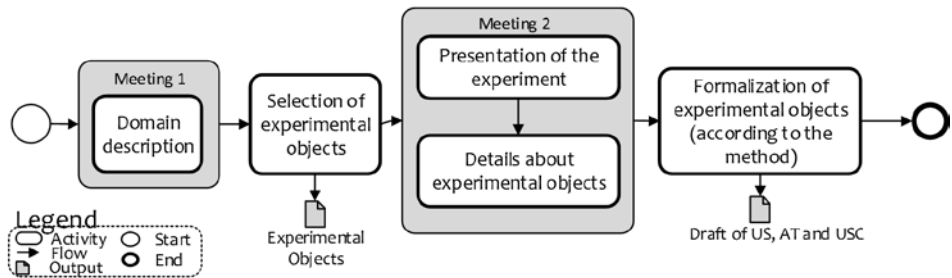 Meeting 1
Domain
description
Selection of
experimental
objects
Experimental
Objects
Meeting 2
Presentation of the
experiment
Details about
experimental objects
Formalization of
experimental objects
(according to the
method)
Draft of US, AT and USC
Legend
Activity
Start
Flow
End
Output